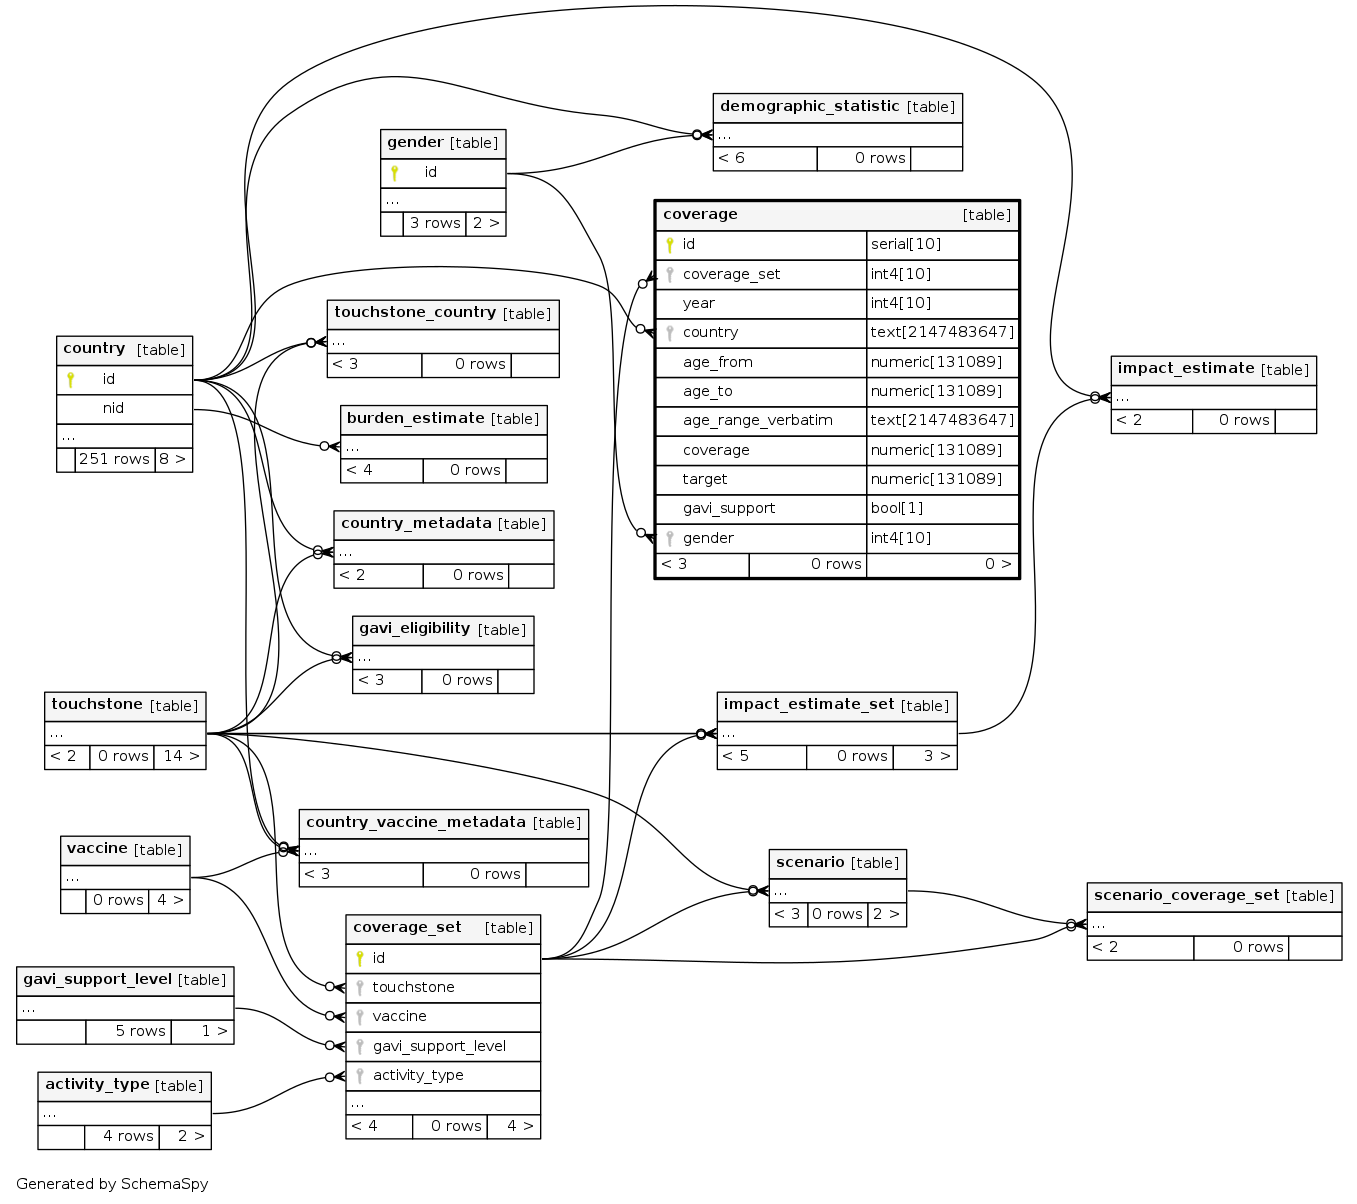 demographic_statistic [table]
...
< 6 0 rows
gender [table]
id
...
3 rows 2 >
coverage [table]
id serial[10]
coverage_set int4[10]
year int4[10]
country text[2147483647]
age_from numeric[131089]
age_to numeric[131089]
age_range_verbatim text[2147483647]
coverage numeric[131089]
target numeric[131089]
gavi_support bool[1]
gender int4[10]
< 3 0 rows 0 >
touchstone_country [table]
...
< 3 0 rows
country [table]
id
nid
...
251 rows 8 >
impact_estimate [table]
...
< 2 0 rows
burden_estimate [table]
...
< 4 0 rows
country_metadata [table]
...
< 2 0 rows
gavi_eligibility [table]
...
< 3 0 rows
touchstone [table]
...
< 2 0 rows 14 >
impact_estimate_set [table]
...
< 5 0 rows 3 >
country_vaccine_metadata [table]
...
< 3 0 rows
vaccine [table]
...
0 rows 4 >
scenario [table]
...
< 3 0 rows 2 >
scenario_coverage_set [table]
...
< 2 0 rows
coverage_set [table]
id
touchstone
vaccine
gavi_support_level
activity_type
...
< 4 0 rows 4 >
gavi_support_level [table]
...
5 rows 1 >
activity_type [table]
...
4 rows 2 >
Generated by SchemaSpy